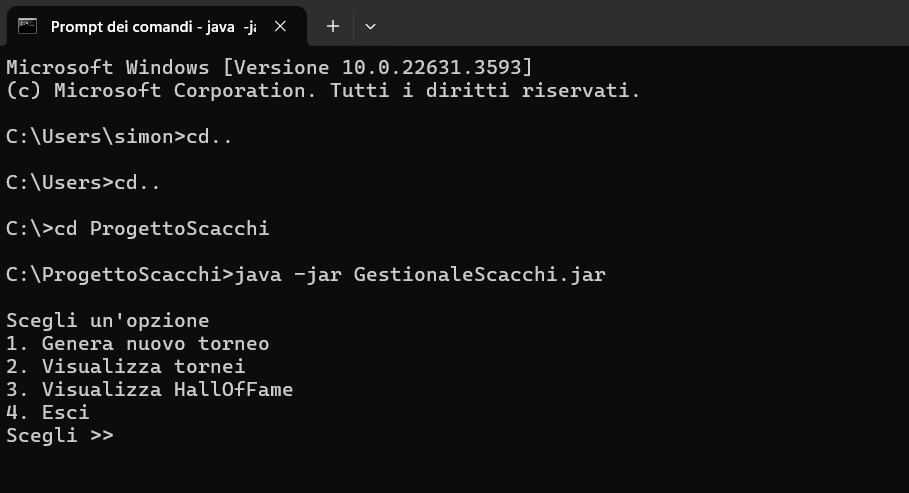 Prompt dei comandi - java -ja
Microsoft Windows [Versione 10.0.22631.3593]
(c) Microsoft Corporation. Tutti i diritti riservati.
C:\Users\simon>cd..
C:\Users>cd..
C:\>cd ProgettoScacchi
C:\ProgettoScacchi>java -jar GestionaleScacchi.jar
Scegli un'opzione
1. Genera nuovo torneo
2. Visualizza tornei
3. Visualizza HallOfFame
4. Esci
Scegli >>